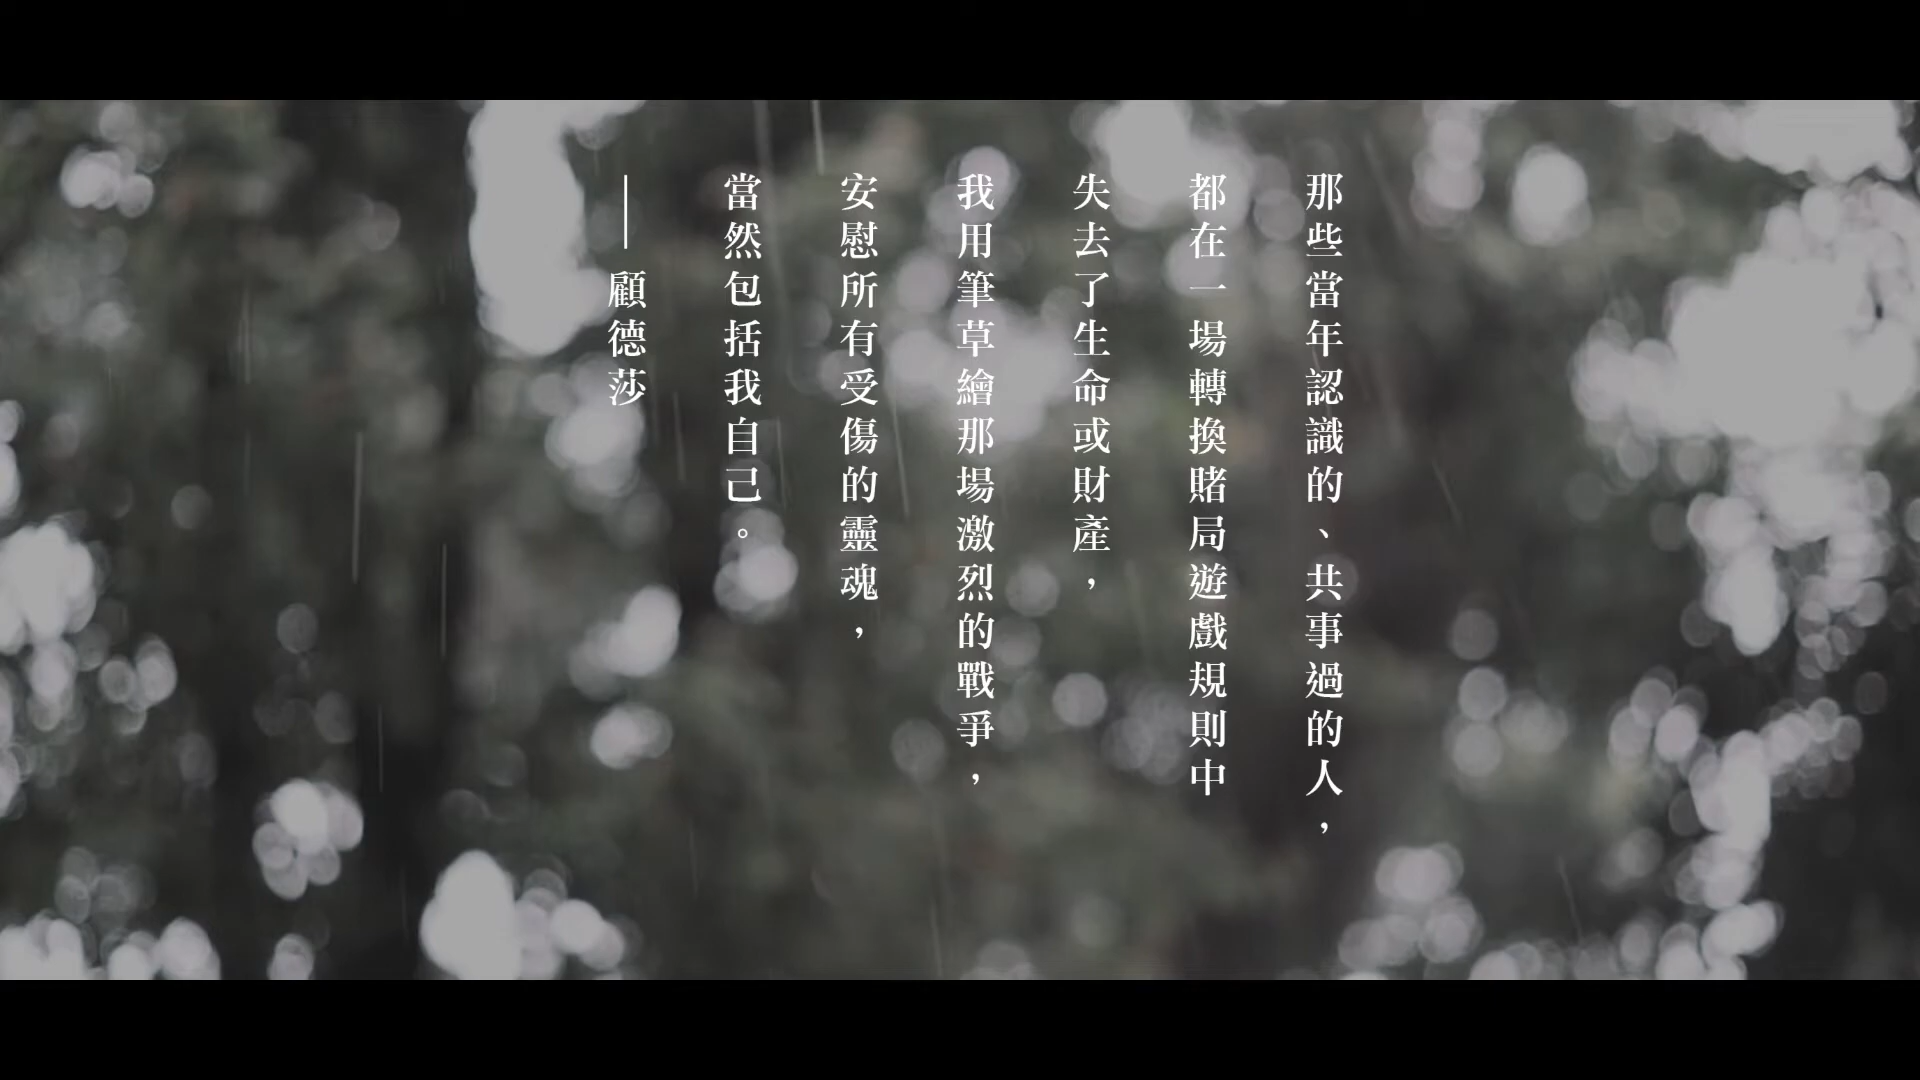 那些當年認識的、共事過的人，
都在一場轉換賭局遊戲規則中
失去了生命或財產，
我用筆草繪那場激烈的戰爭，
安慰所有受傷的靈魂，
當然包括我自己。
——顧德莎